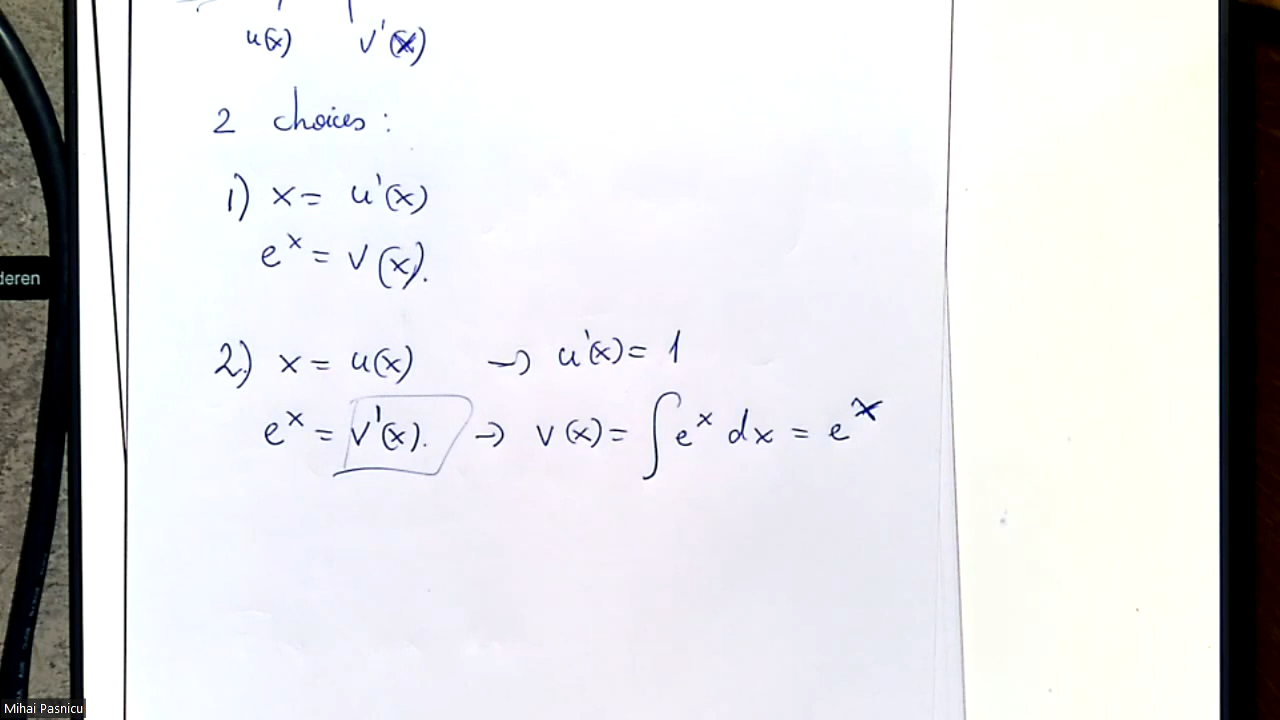 u(x) v'(x)
2 choices:
1) x = u'(x)
e^x = v(x).
2.) x = u(x) → u'(x) = 1
e^x = v'(x). → v(x) = ∫e^x dx = e^x
deren
Mihai Pasnicu